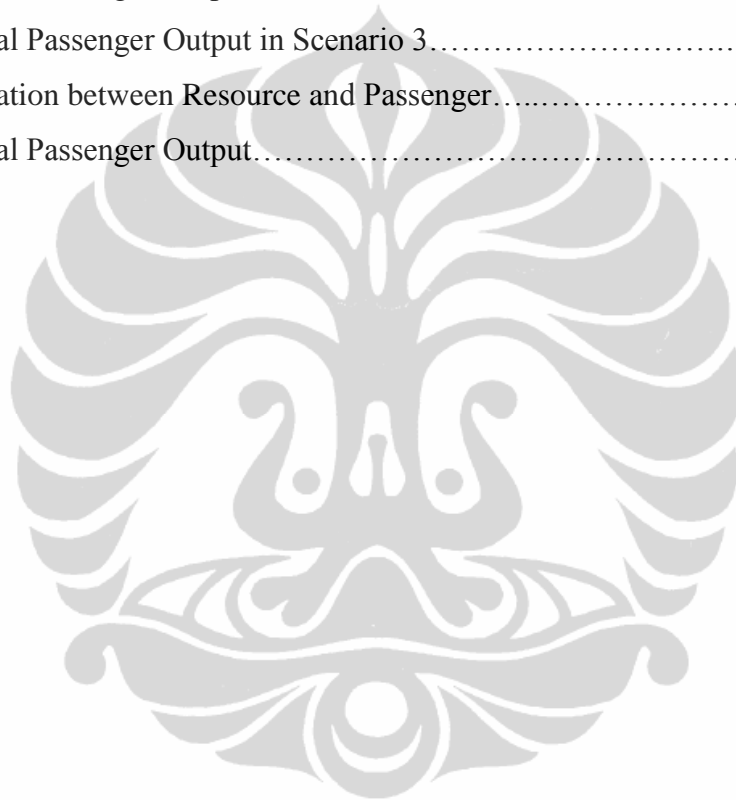 al Passenger Output in Scenario 3……………………..
ation between Resource and Passenger…..………………
al Passenger Output……………………………………